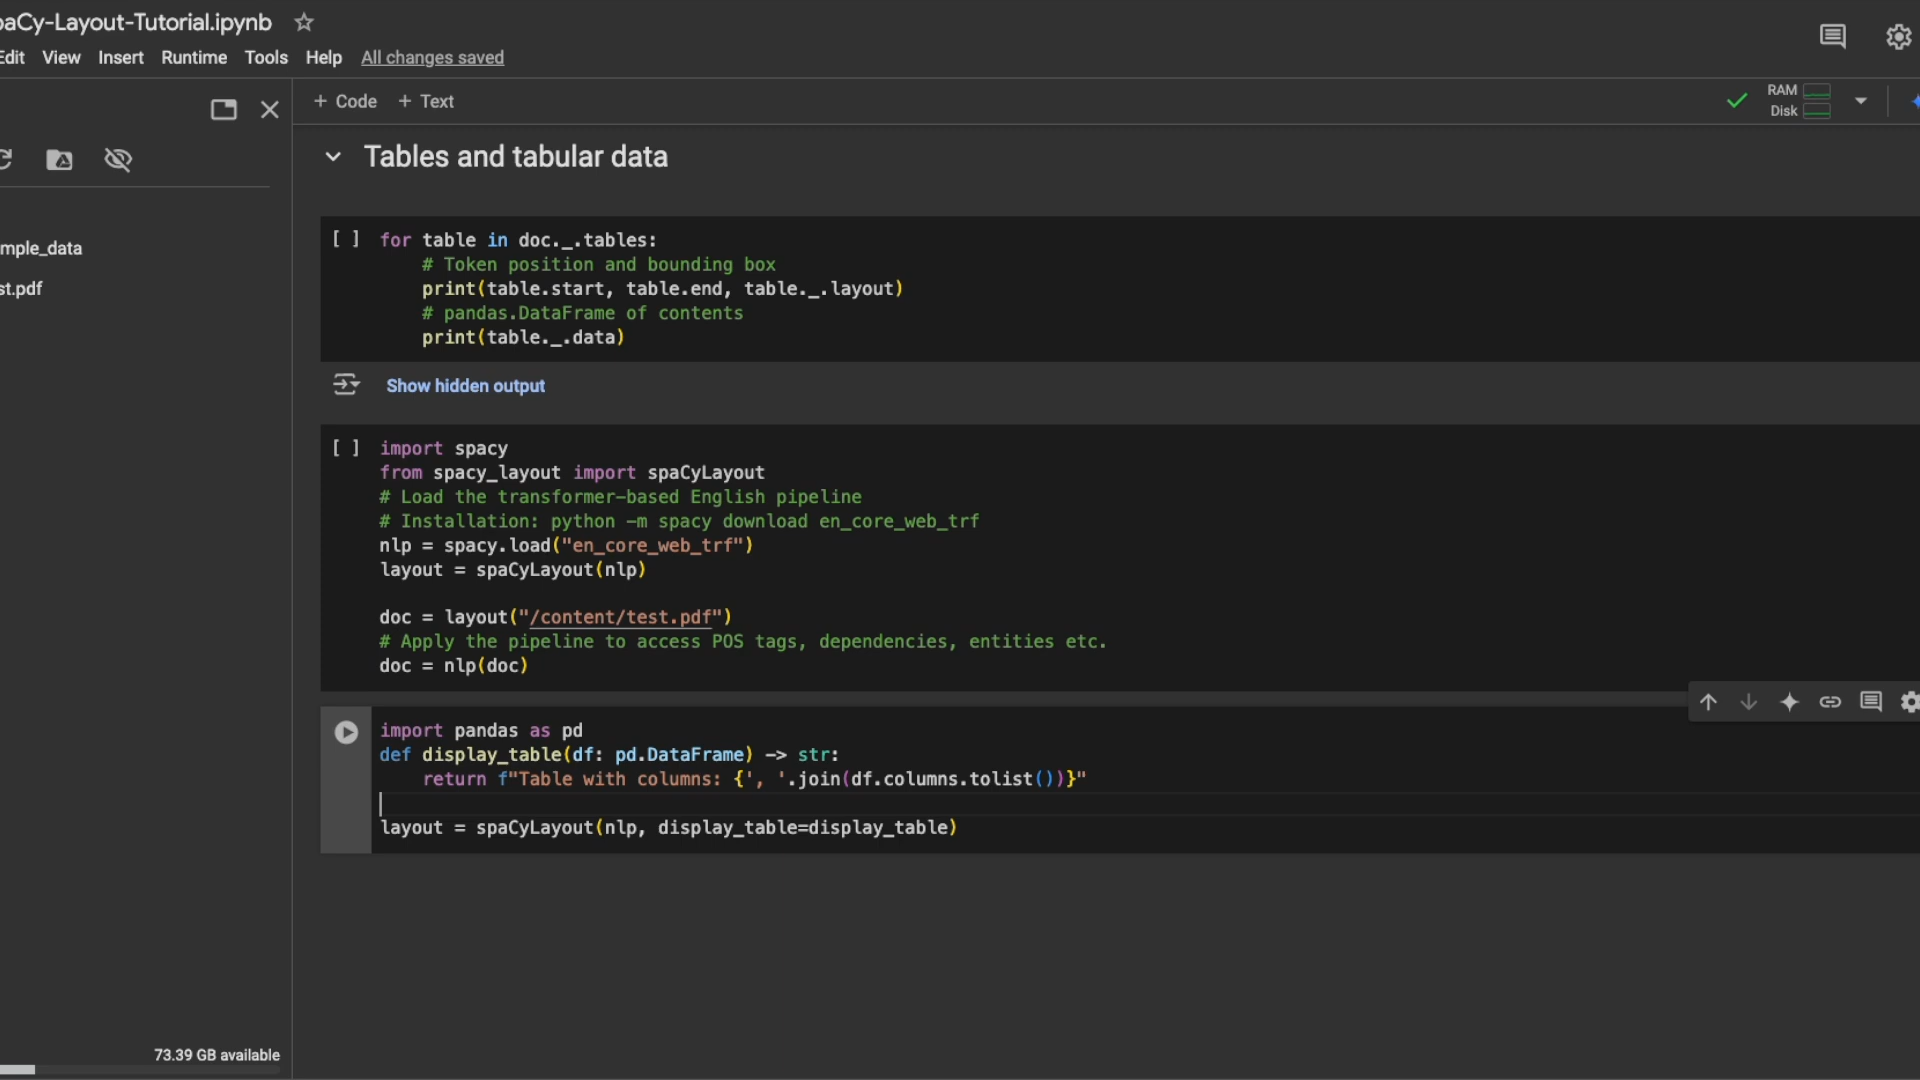 paCy-Layout-Tutorial.ipynb
Edit View Insert Runtime Tools Help All changes saved
+ Code + Text
RAM
Disk
Tables and tabular data
mple_data
st.pdf
[ ] for table in doc._.tables:
# Token position and bounding box
print(table.start, table.end, table._.layout)
# pandas.DataFrame of contents
print(table._.data)
Show hidden output
[ ] import spacy
from spacy_layout import spaCyLayout
# Load the transformer-based English pipeline
# Installation: python -m spacy download en_core_web_trf
nlp = spacy.load("en_core_web_trf")
layout = spaCyLayout(nlp)
doc = layout("/content/test.pdf")
# Apply the pipeline to access POS tags, dependencies, entities etc.
doc = nlp(doc)
import pandas as pd
def display_table(df: pd.DataFrame) -> str:
return f"Table with columns: {', '.join(df.columns.tolist())}"
layout = spaCyLayout(nlp, display_table=display_table)
73.39 GB available